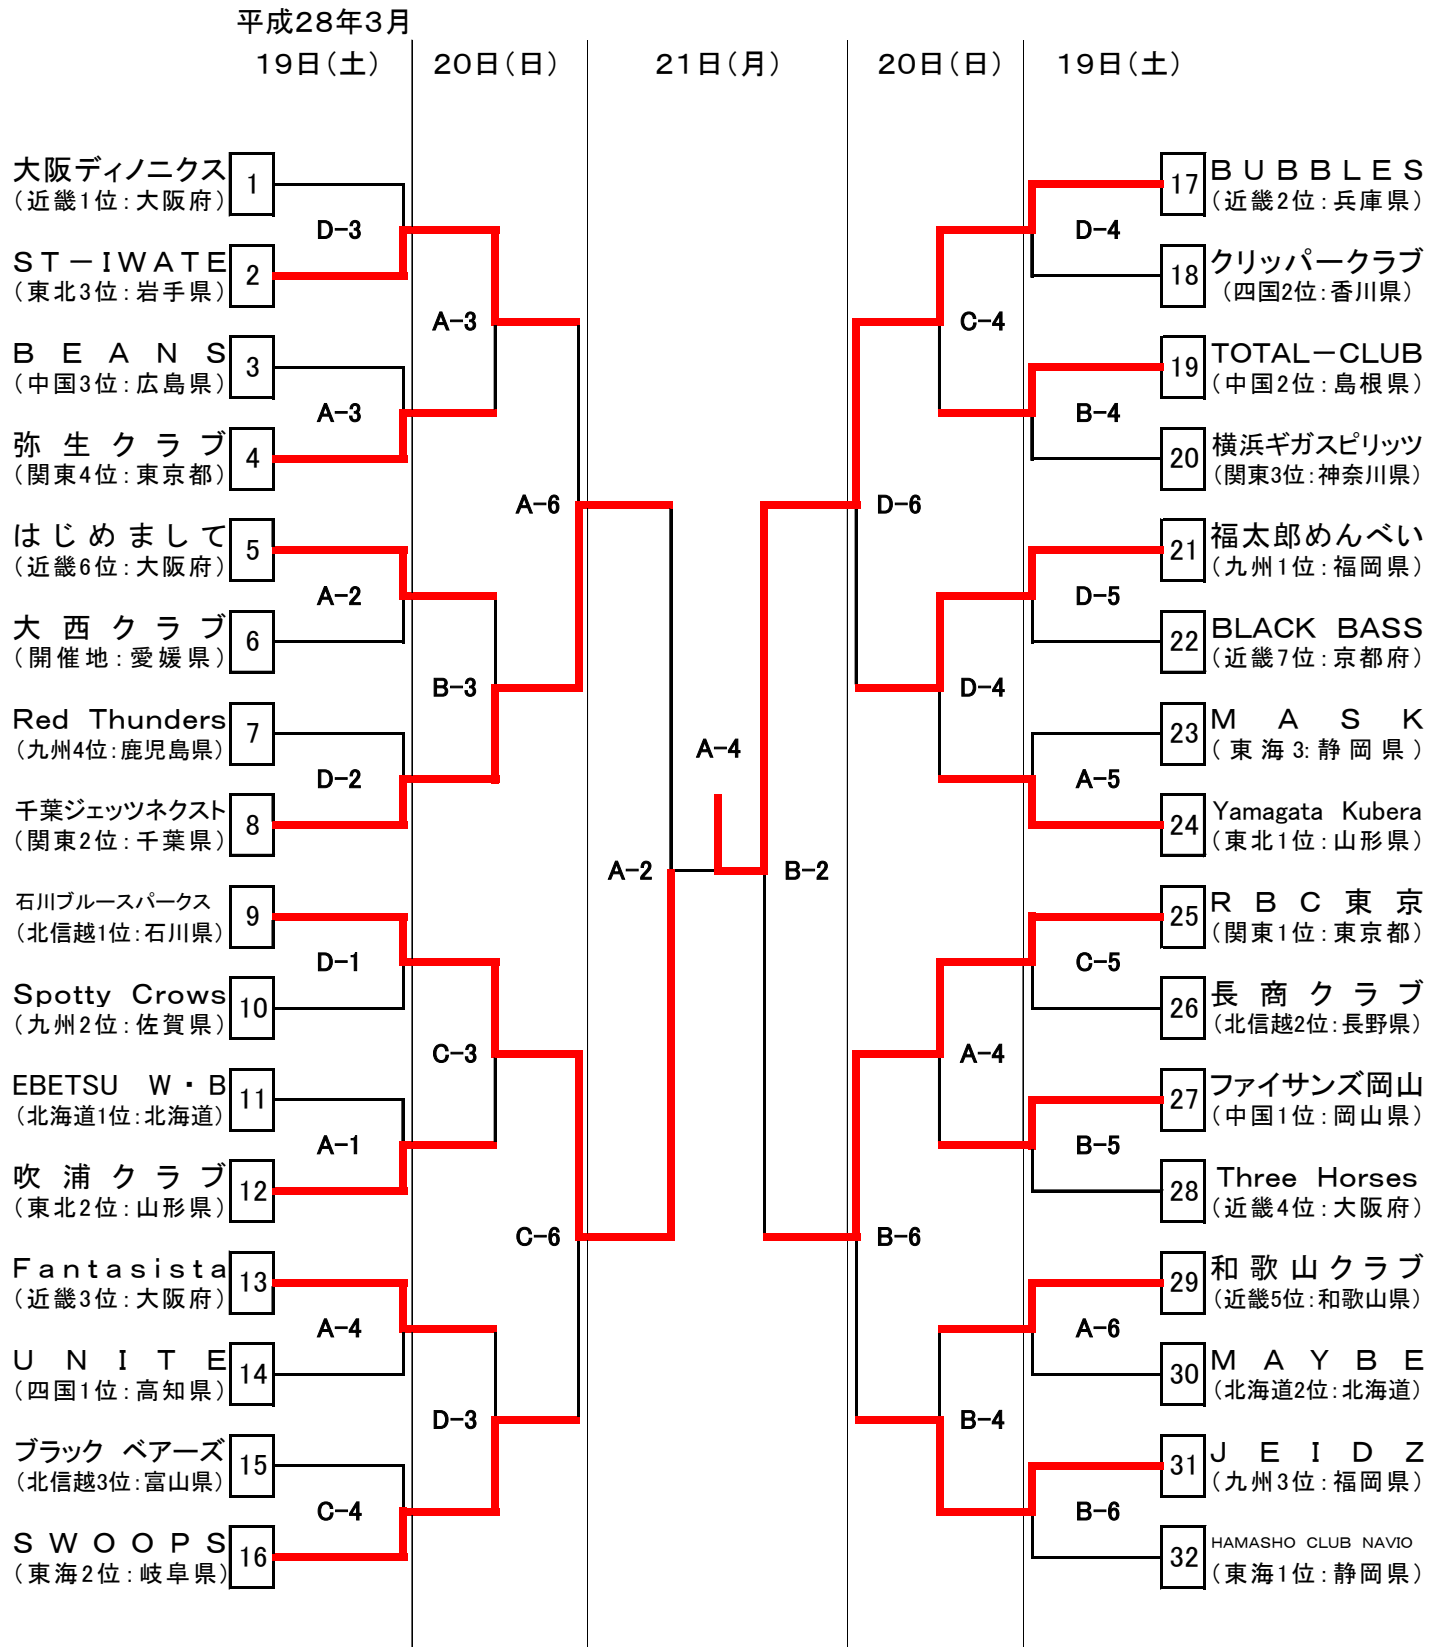 平成28年3月
19日(土)
20日(日)
21日(月)
20日(日)
19日(土)
大阪ディノニクス
(近畿1位:大阪府)
1
D-3
ST-IWATE
(東北3位:岩手県)
2
A-3
BEANS
(中国3位:広島県)
3
A-3
弥生クラブ
(関東4位:東京都)
4
A-6
はじめまして
(近畿6位:大阪府)
5
A-2
大西クラブ
(開催地:愛媛県)
6
B-3
Red Thunders
(九州4位:鹿児島県)
7
D-2
千葉ジェッツネクスト
(関東2位:千葉県)
8
A-2
石川ブルースパークス
(北信越1位:石川県)
9
D-1
Spotty Crows
(九州2位:佐賀県)
10
C-3
EBETSU W・B
(北海道1位:北海道)
11
A-1
吹浦クラブ
(東北2位:山形県)
12
C-6
Fantasista
(近畿3位:大阪府)
13
A-4
UNITE
(四国1位:高知県)
14
D-3
ブラック ベアーズ
(北信越3位:富山県)
15
C-4
SWOOPS
(東海2位:岐阜県)
16
A-4
B-2
17
BUBBLES
(近畿2位:兵庫県)
D-4
18
クリッパークラブ
(四国2位:香川県)
C-4
19
TOTAL-CLUB
(中国2位:島根県)
B-4
20
横浜ギガスピリッツ
(関東3位:神奈川県)
D-6
21
福太郎めんべい
(九州1位:福岡県)
D-5
22
BLACK BASS
(近畿7位:京都府)
D-4
23
MASK
(東海3:静岡県)
A-5
24
Yamagata Kubera
(東北1位:山形県)
25
RBC東京
(関東1位:東京都)
C-5
26
長商クラブ
(北信越2位:長野県)
A-4
27
ファイサンズ岡山
(中国1位:岡山県)
B-5
28
Three Horses
(近畿4位:大阪府)
B-6
29
和歌山クラブ
(近畿5位:和歌山県)
A-6
30
MAYBE
(北海道2位:北海道)
B-4
31
JEIDZ
(九州3位:福岡県)
B-6
32
HAMASHO CLUB NAVIO
(東海1位:静岡県)